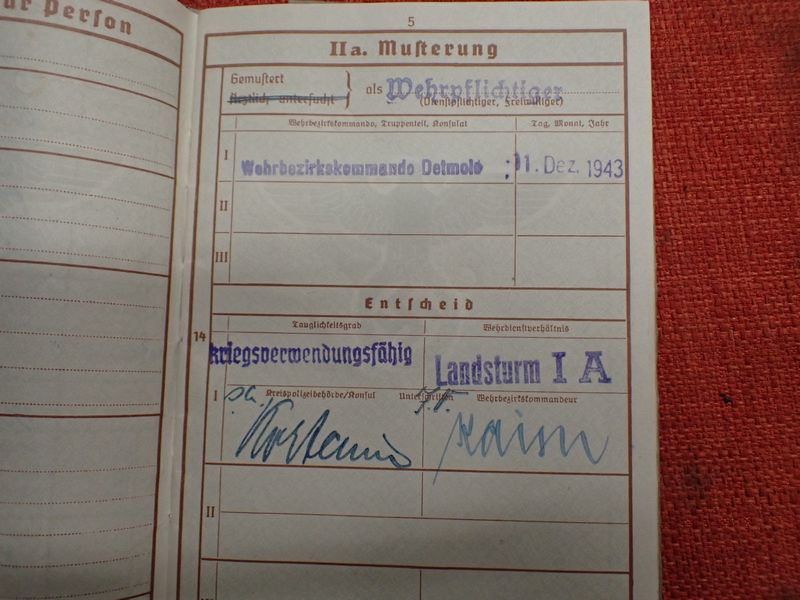 ur Person
5
IIa. Musterung
Gemustert
Ärztlich untersucht
als Wehrpflichtiger
(Dienstpflichtiger, Freiwilliger)
Wehrbezirkskommando, Truppenteil, Konsulat
Tag, Monat, Jahr
I
Wehrbezirkskommando Detmold
1. Dez. 1943
II
III
Entscheid
14
Tauglichkeitsgrad
Wehrdienstverhältnis
kriegsverwendungsfähig
Landsturm I A
I
Kreispolizeibehörde/Konsul
Unterschriften
Wehrbezirkskommandeur
II